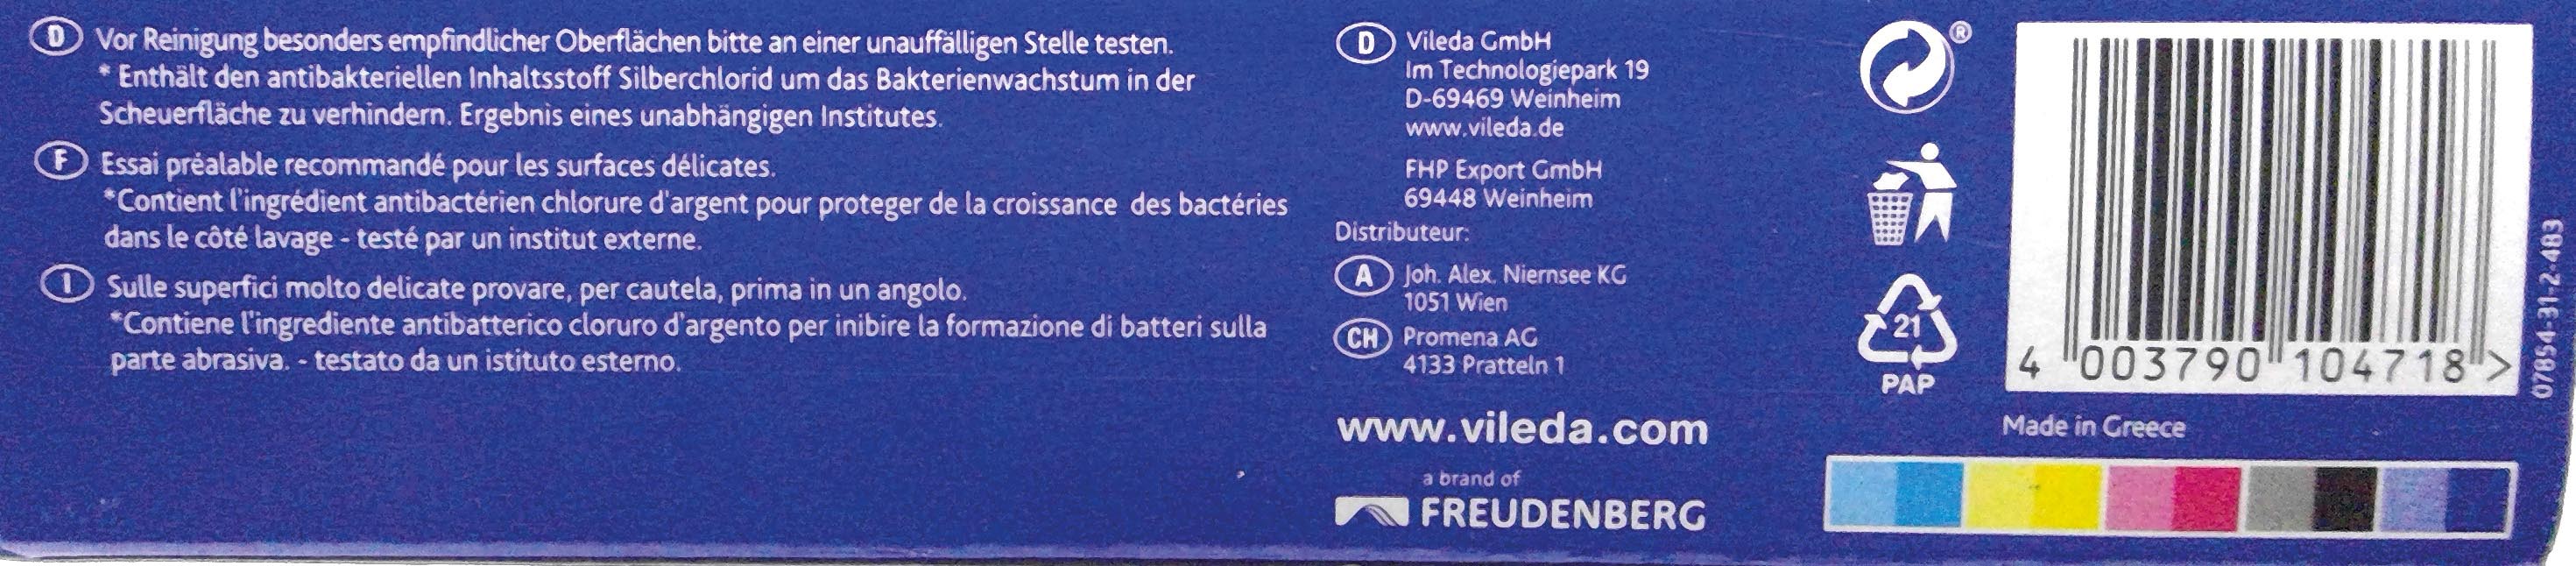 D Vor Reinigung besonders empfindlicher Oberflächen bitte an einer unauffälligen Stelle testen.
* Enthält den antibakteriellen Inhaltsstoff Silberchlorid um das Bakterienwachstum in der
Scheuerfläche zu verhindern. Ergebnis eines unabhängigen Institutes.
F Essai préalable recommandé pour les surfaces délicates.
*Contient l'ingrédient antibactérien chlorure d'argent pour proteger de la croissance des bactéries
dans le côté lavage - testé par un institut externe.
I Sulle superfici molto delicate provare, per cautela, prima in un angolo.
*Contiene l'ingrediente antibatterico cloruro d'argento per inibire la formazione di batteri sulla
parte abrasiva. - testato da un istituto esterno.
D Vileda GmbH
Im Technologiepark 19
D-69469 Weinheim
www.vileda.de
FHP Export GmbH
69448 Weinheim
Distributeur:
A Joh. Alex. Niernsee KG
1051 Wien
CH Promena AG
4133 Pratteln 1
www.vileda.com
a brand of
FREUDENBERG
®
21
PAP
4 003790 104718 >
07854-31-2-483
Made in Greece